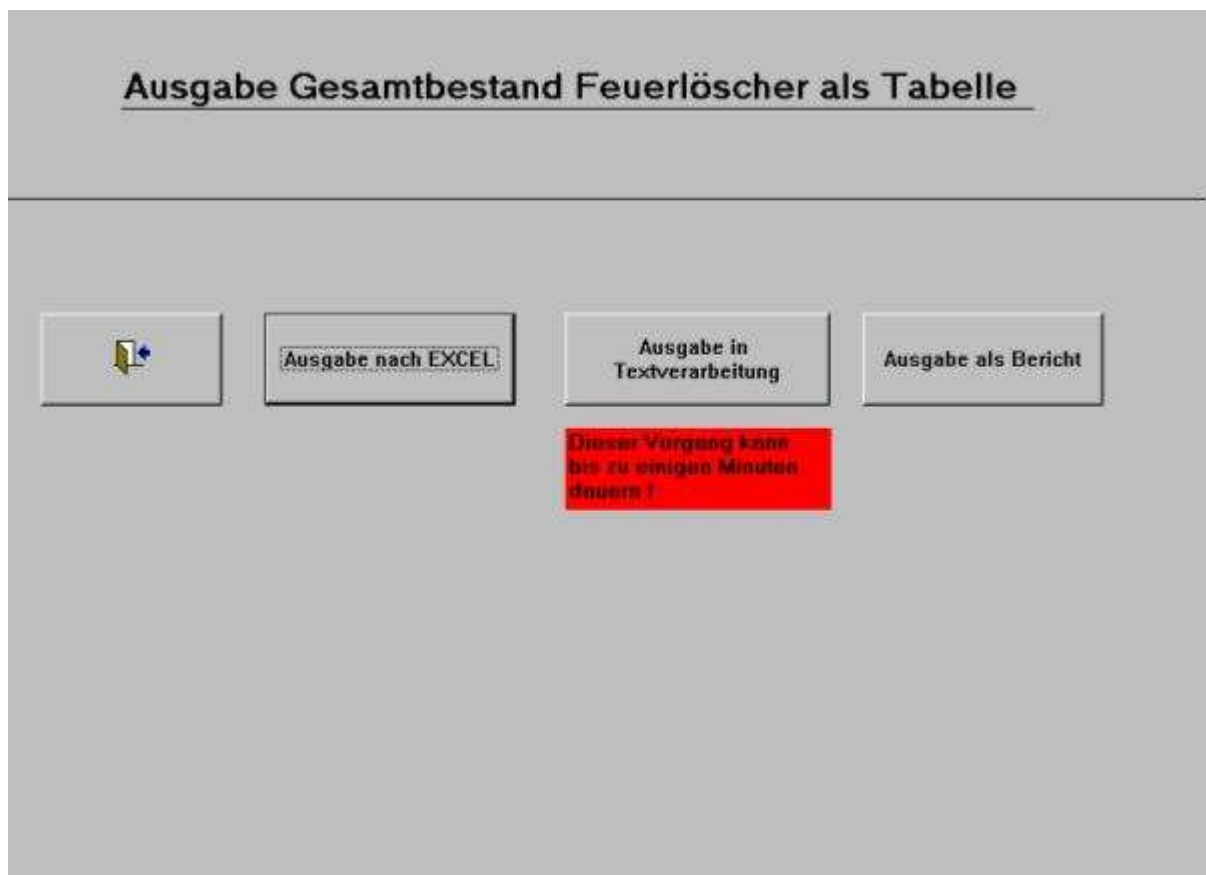 Ausgabe Gesamtbestand Feuerlöscher als Tabelle
Ausgabe nach EXCEL
Ausgabe in
Textverarbeitung
Ausgabe als Bericht
Dieser Vorgang kann
bis zu einigen Minuten
dauern !